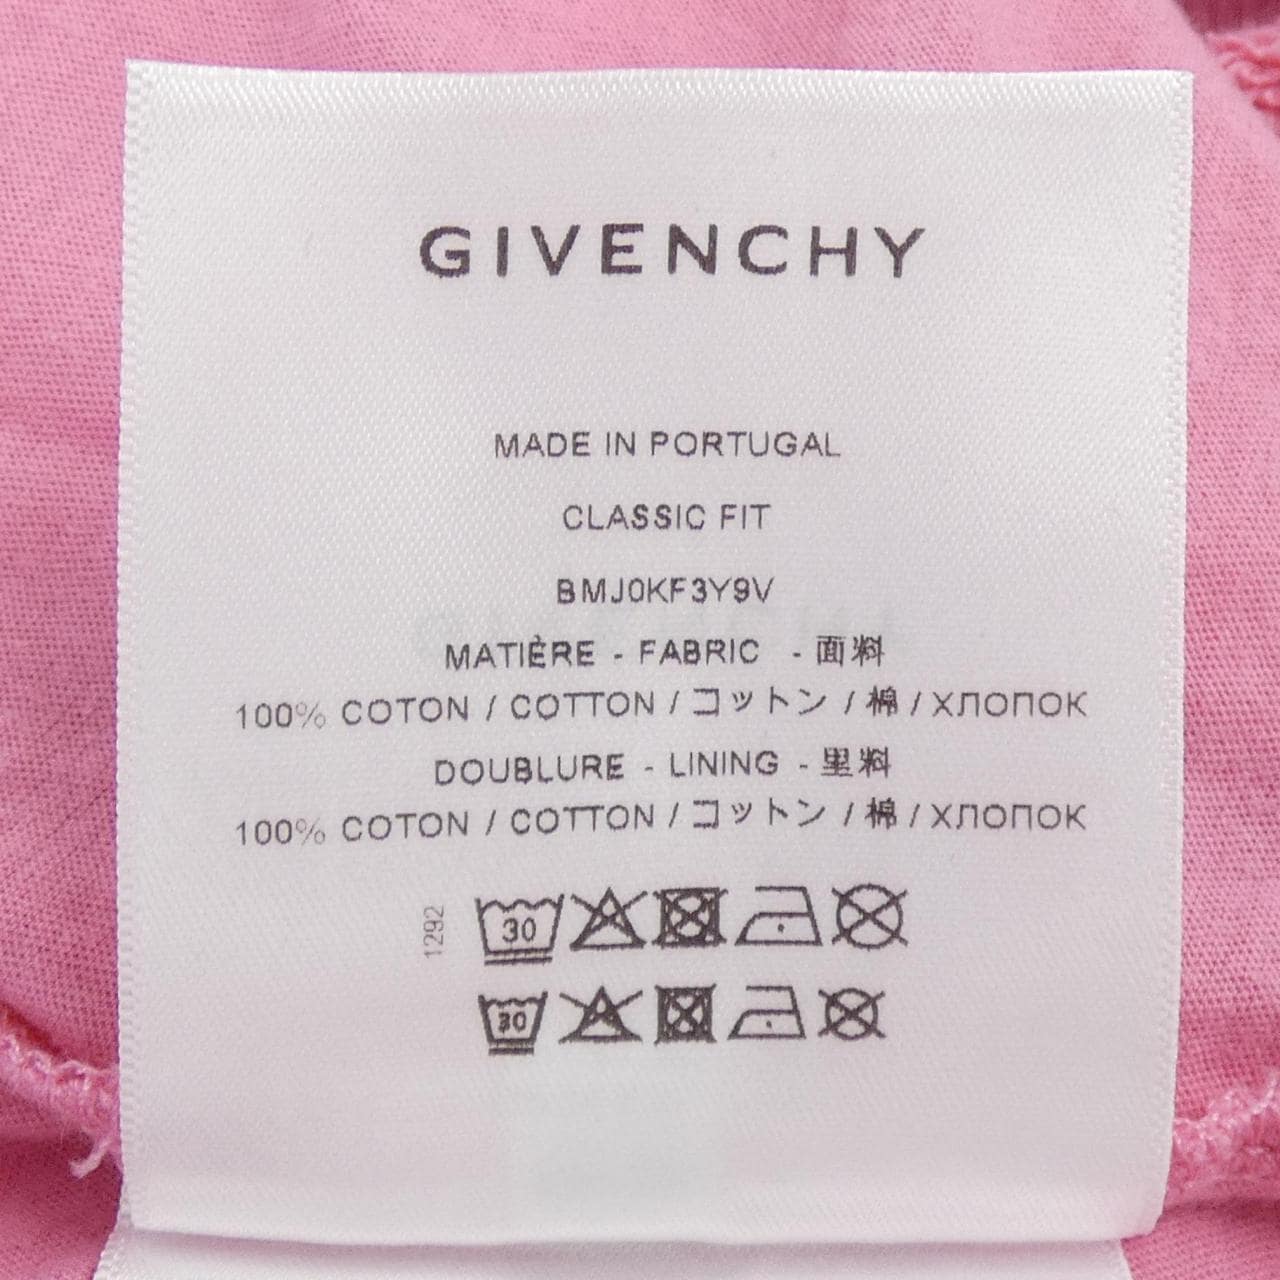 GIVENCHY
MADE IN PORTUGAL
CLASSIC FIT
BMJ0KF3Y9V
MATIÈRE - FABRIC - 面料
100% COTON / COTTON / コットン / 棉 / ХЛОПОК
DOUBLURE - LINING - 里料
100% COTON / COTTON / コットン / 棉 / ХЛОПОК
1292
30
30